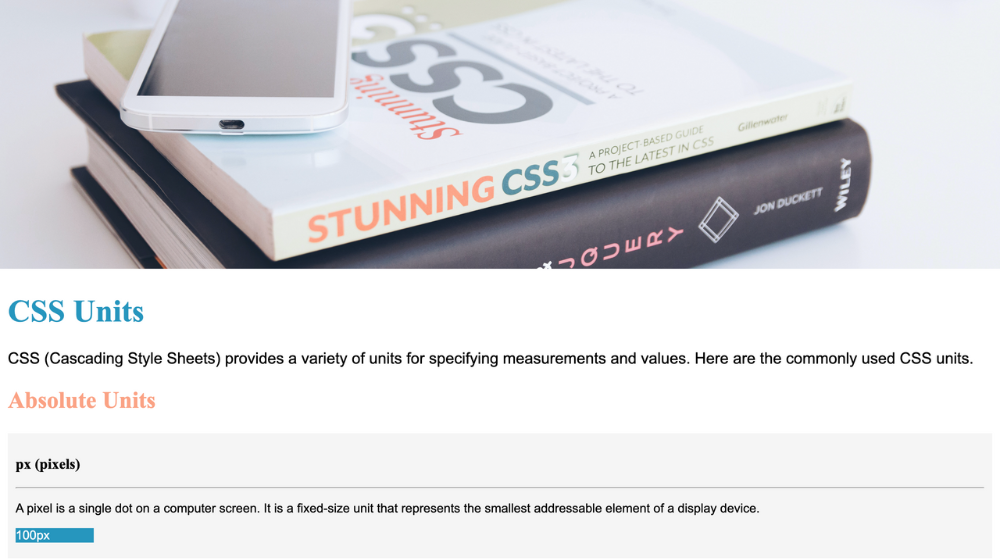 CSS
Stunning
A PROJECT-BASED GUIDE
TO THE LATEST IN CSS
STUNNING CSS3
A PROJECT-BASED GUIDE
TO THE LATEST IN CSS
Gillenwater
JQUERY
JON DUCKETT
WILEY
CSS Units
CSS (Cascading Style Sheets) provides a variety of units for specifying measurements and values. Here are the commonly used CSS units.
Absolute Units
px (pixels)
A pixel is a single dot on a computer screen. It is a fixed-size unit that represents the smallest addressable element of a display device.
100px